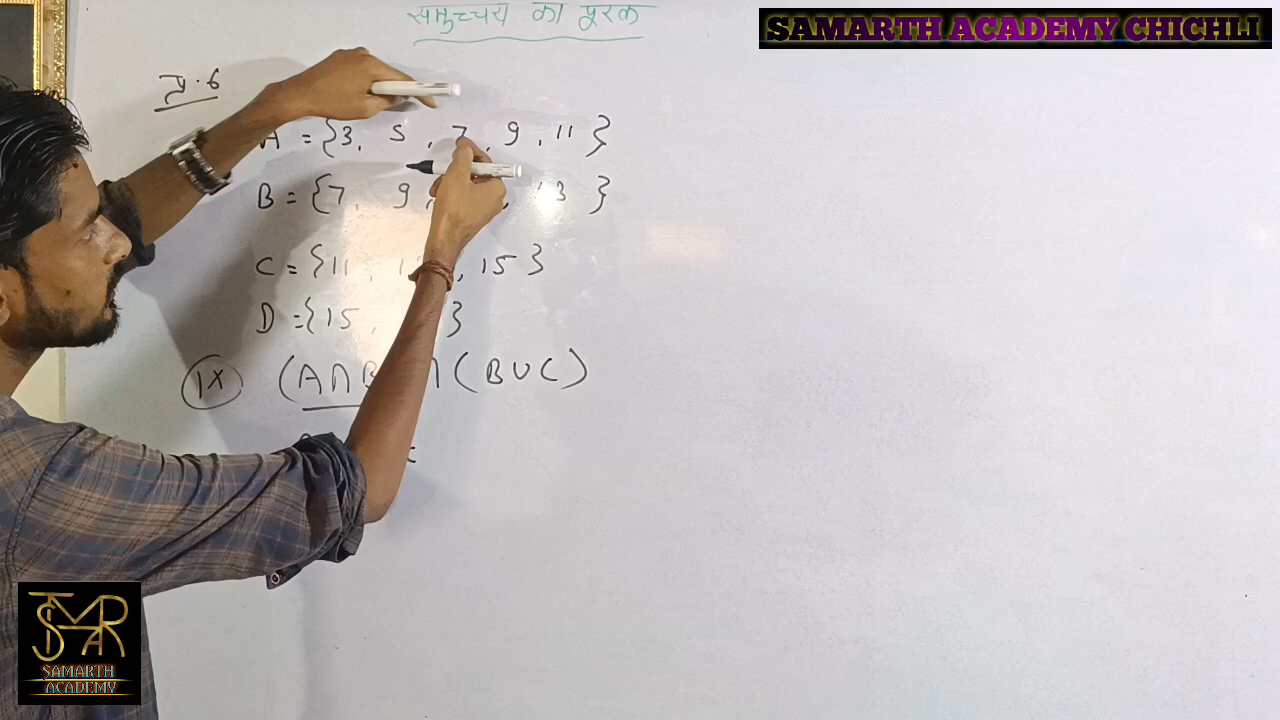 समुच्चय का पूरक
SAMARTH ACADEMY CHICHLI
प्र.6
A = {3, 5, 7, 9, 11}
B = {7, 9, , 13}
C = {11, , 15}
D = {15, }
IX (A∩B ∩ (B∪C)
=
SAMARTH
ACADEMY